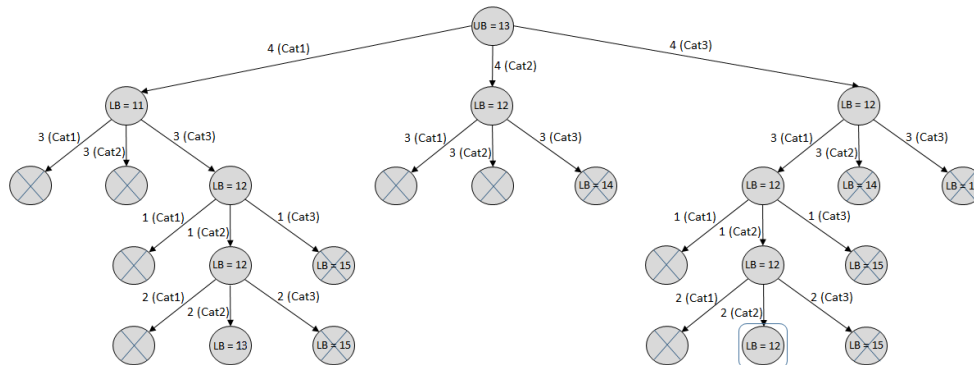 UB = 13
4 (Cat1)
4 (Cat2)
4 (Cat3)
LB = 11
LB = 12
LB = 12
3 (Cat1)
3 (Cat2)
3 (Cat3)
3 (Cat1)
3 (Cat2)
3 (Cat3)
3 (Cat1)
3 (Cat2)
3 (Cat3)
LB = 12
LB = 14
LB = 12
LB = 14
LB = 1
1 (Cat1)
1 (Cat2)
1 (Cat3)
1 (Cat1)
1 (Cat2)
1 (Cat3)
LB = 12
LB = 15
LB = 12
LB = 15
2 (Cat1)
2 (Cat2)
2 (Cat3)
2 (Cat1)
2 (Cat2)
2 (Cat3)
LB = 13
LB = 15
LB = 12
LB = 15